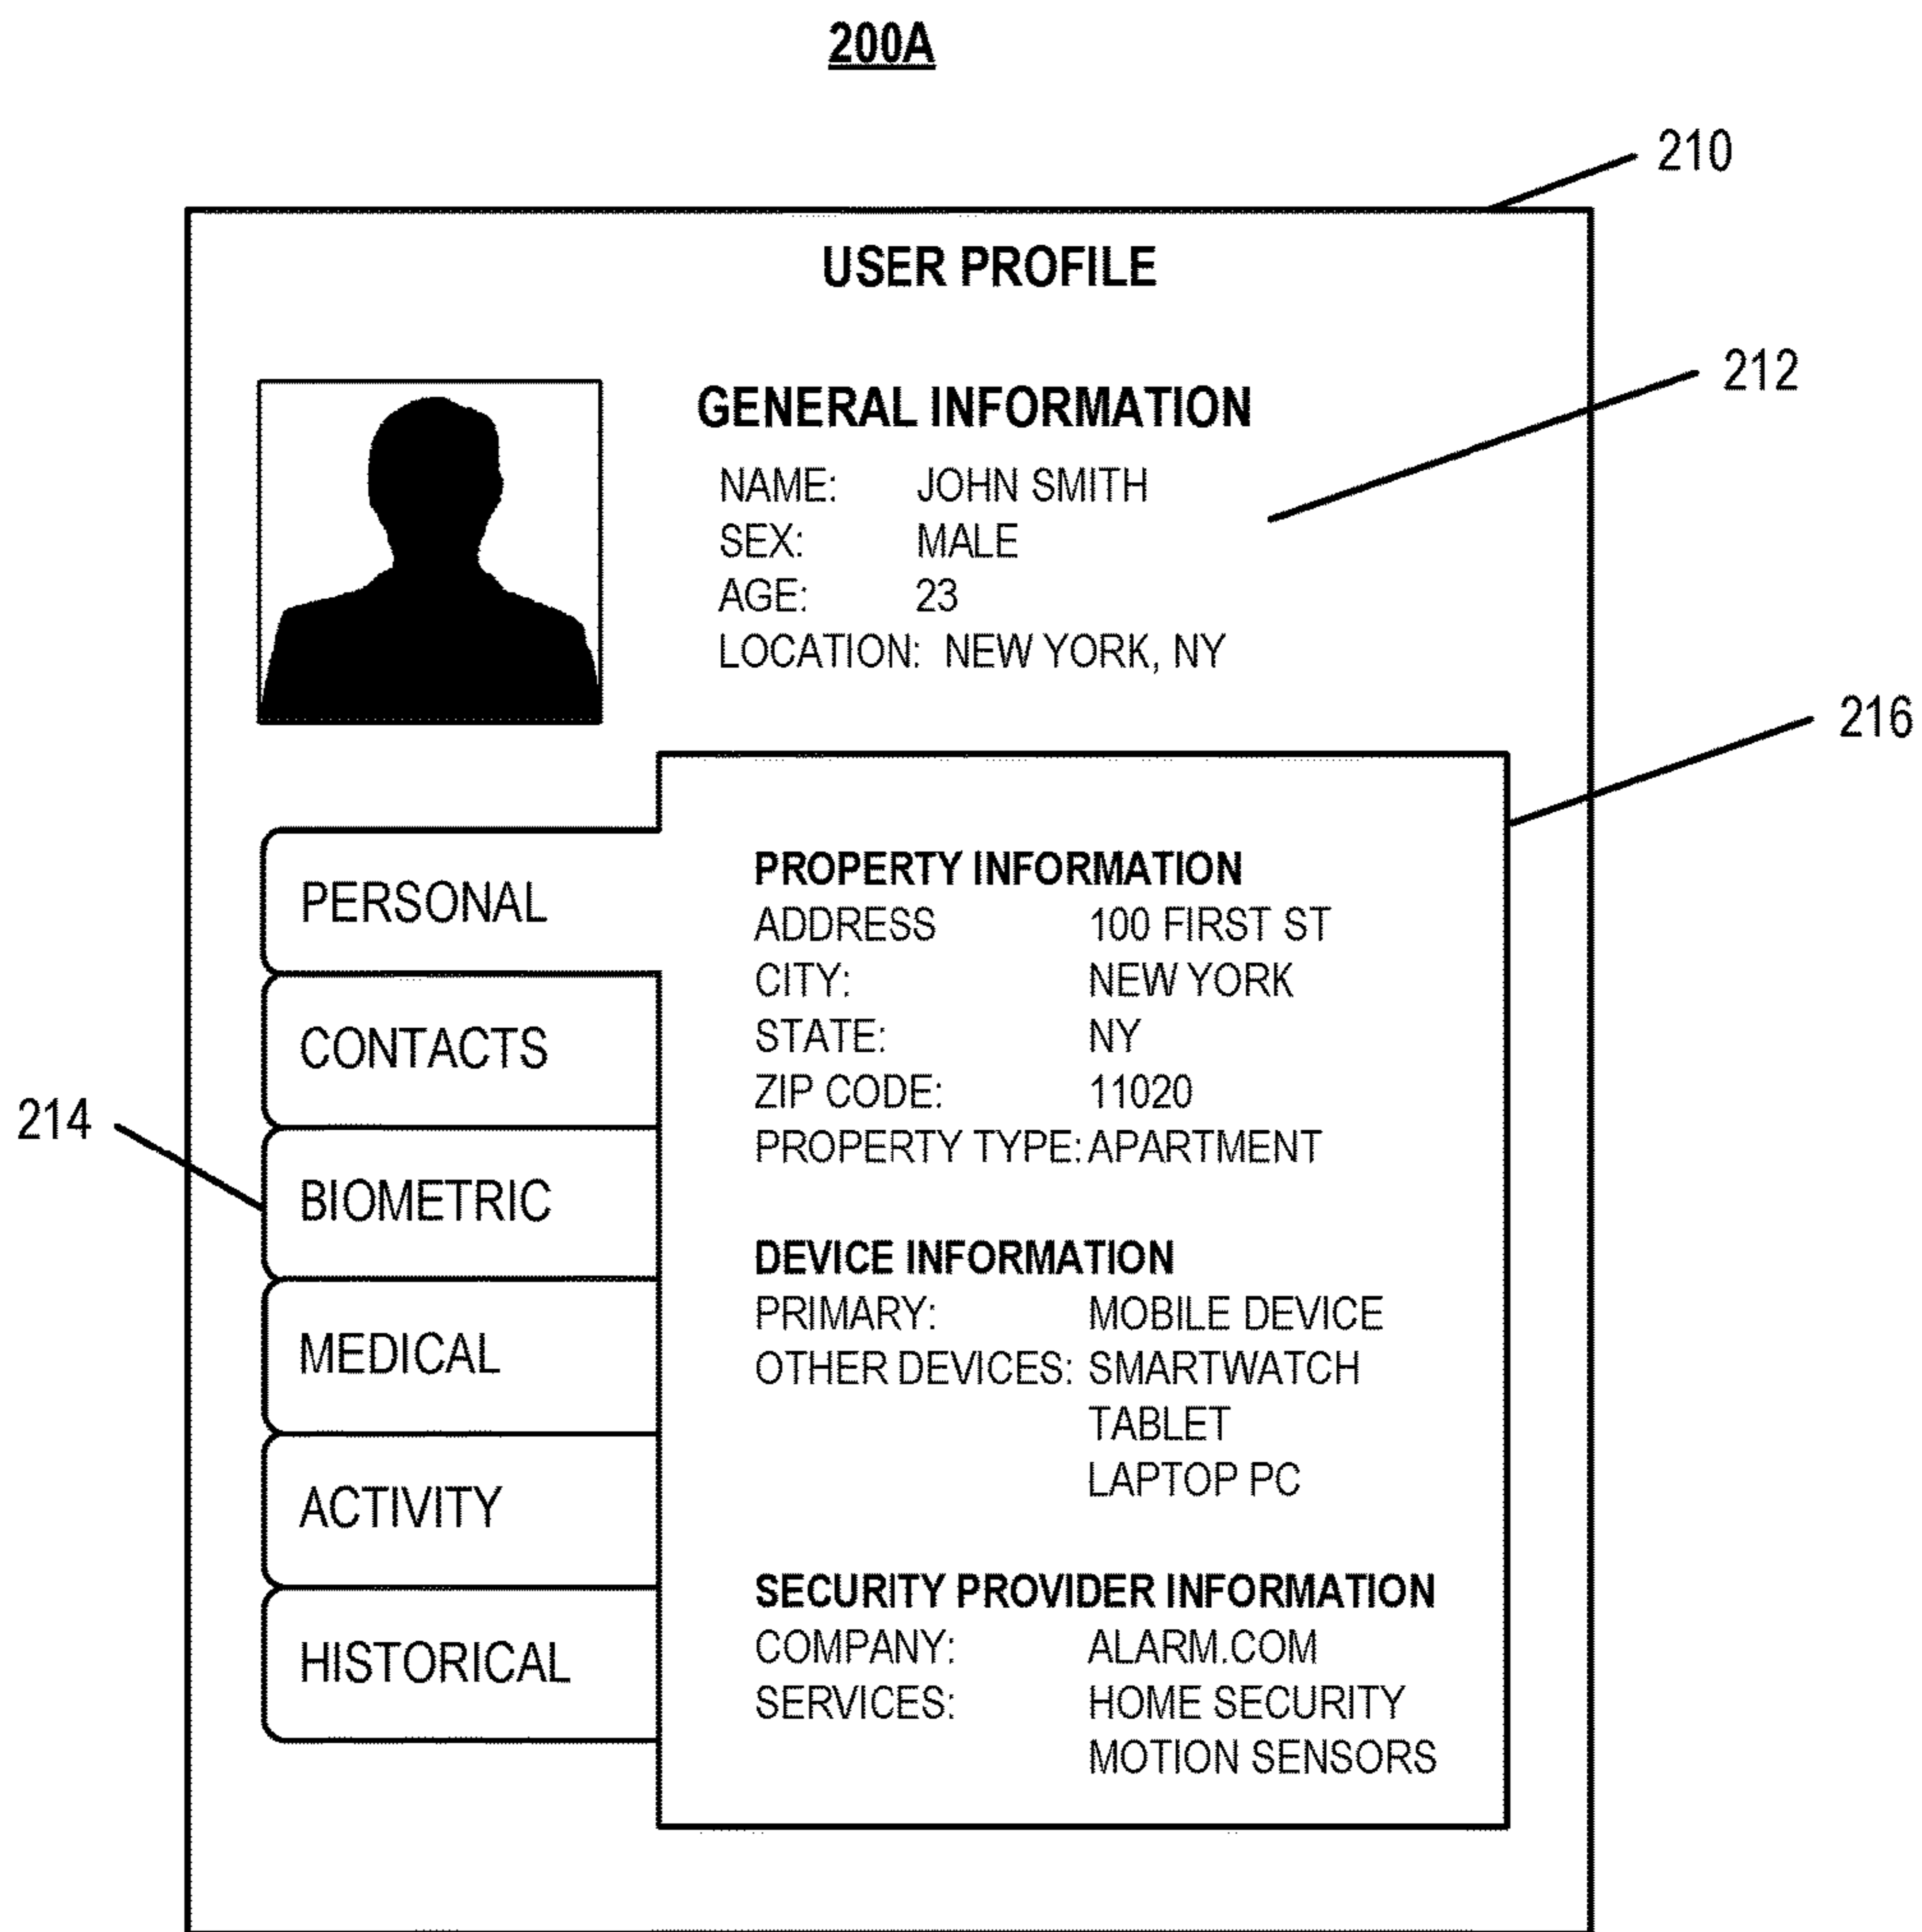 200A
210
USER PROFILE
212
GENERAL INFORMATION
NAME: JOHN SMITH
SEX: MALE
AGE: 23
LOCATION: NEW YORK, NY
216
PERSONAL
CONTACTS
214
BIOMETRIC
MEDICAL
ACTIVITY
HISTORICAL
PROPERTY INFORMATION
ADDRESS 100 FIRST ST
CITY: NEW YORK
STATE: NY
ZIP CODE: 11020
PROPERTY TYPE: APARTMENT
DEVICE INFORMATION
PRIMARY: MOBILE DEVICE
OTHER DEVICES: SMARTWATCH
TABLET
LAPTOP PC
SECURITY PROVIDER INFORMATION
COMPANY: ALARM.COM
SERVICES: HOME SECURITY
MOTION SENSORS